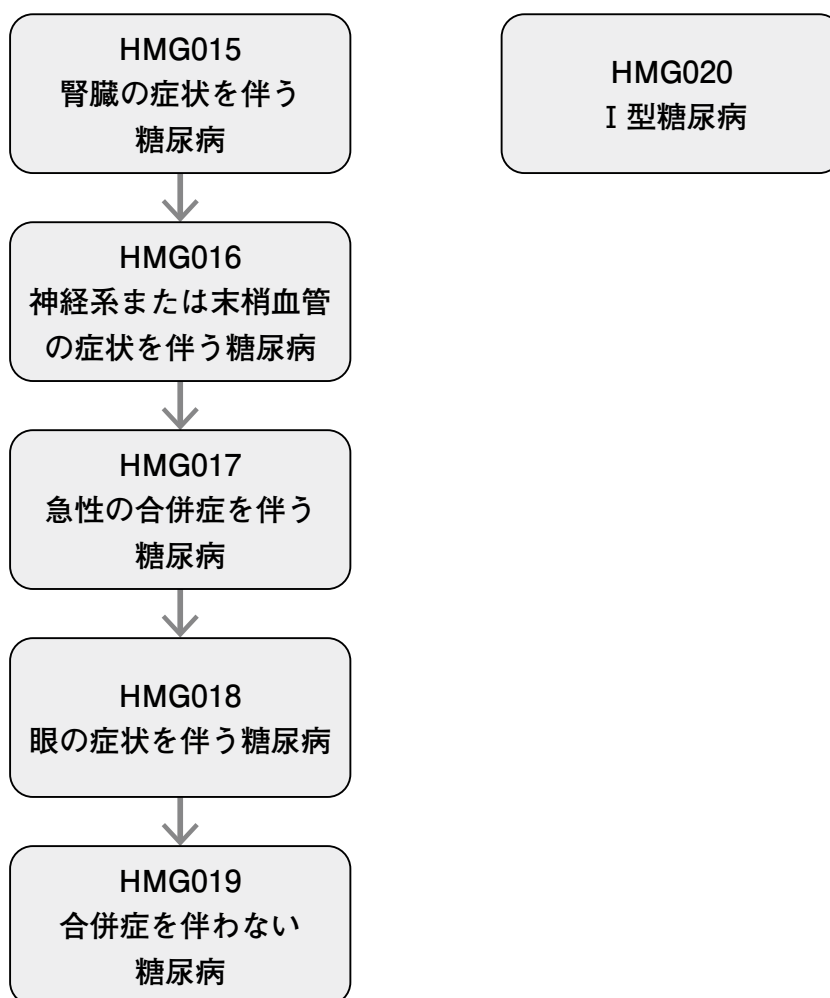 HMG015
腎臓の症状を伴う
糖尿病
HMG020
Ⅰ型糖尿病
HMG016
神経系または末梢血管
の症状を伴う糖尿病
HMG017
急性の合併症を伴う
糖尿病
HMG018
眼の症状を伴う糖尿病
HMG019
合併症を伴わない
糖尿病